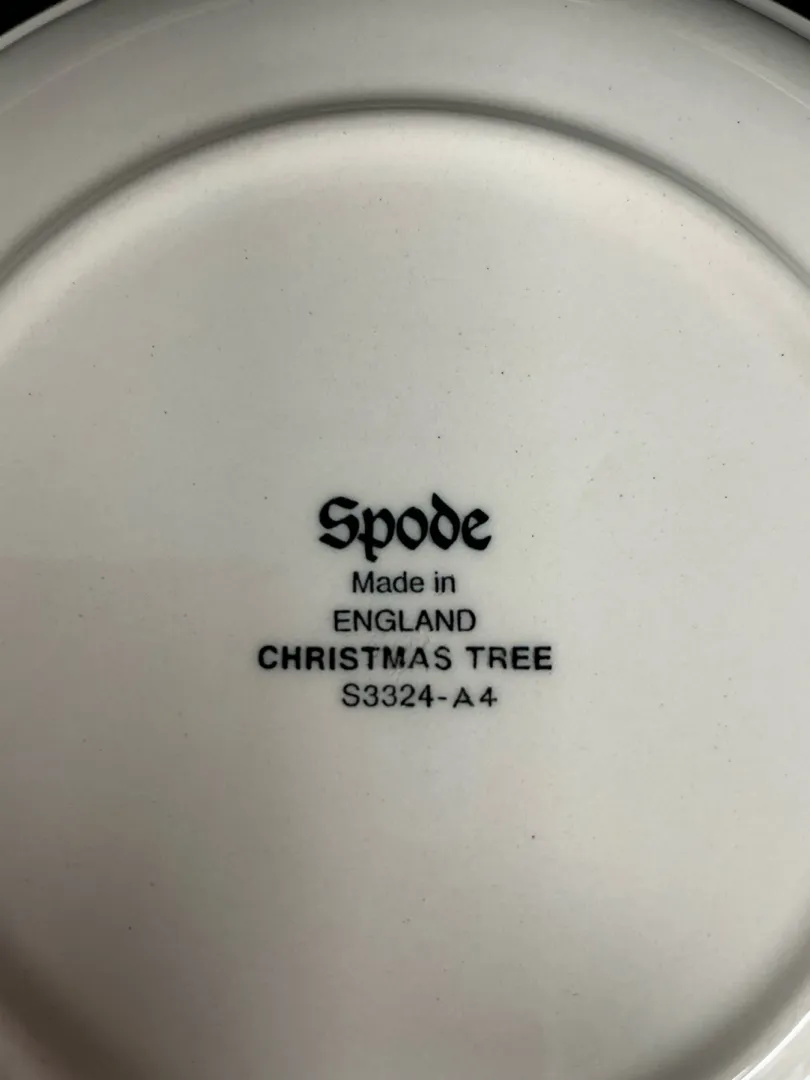 Spode
Made in
ENGLAND
CHRISTMAS TREE
S3324-A4